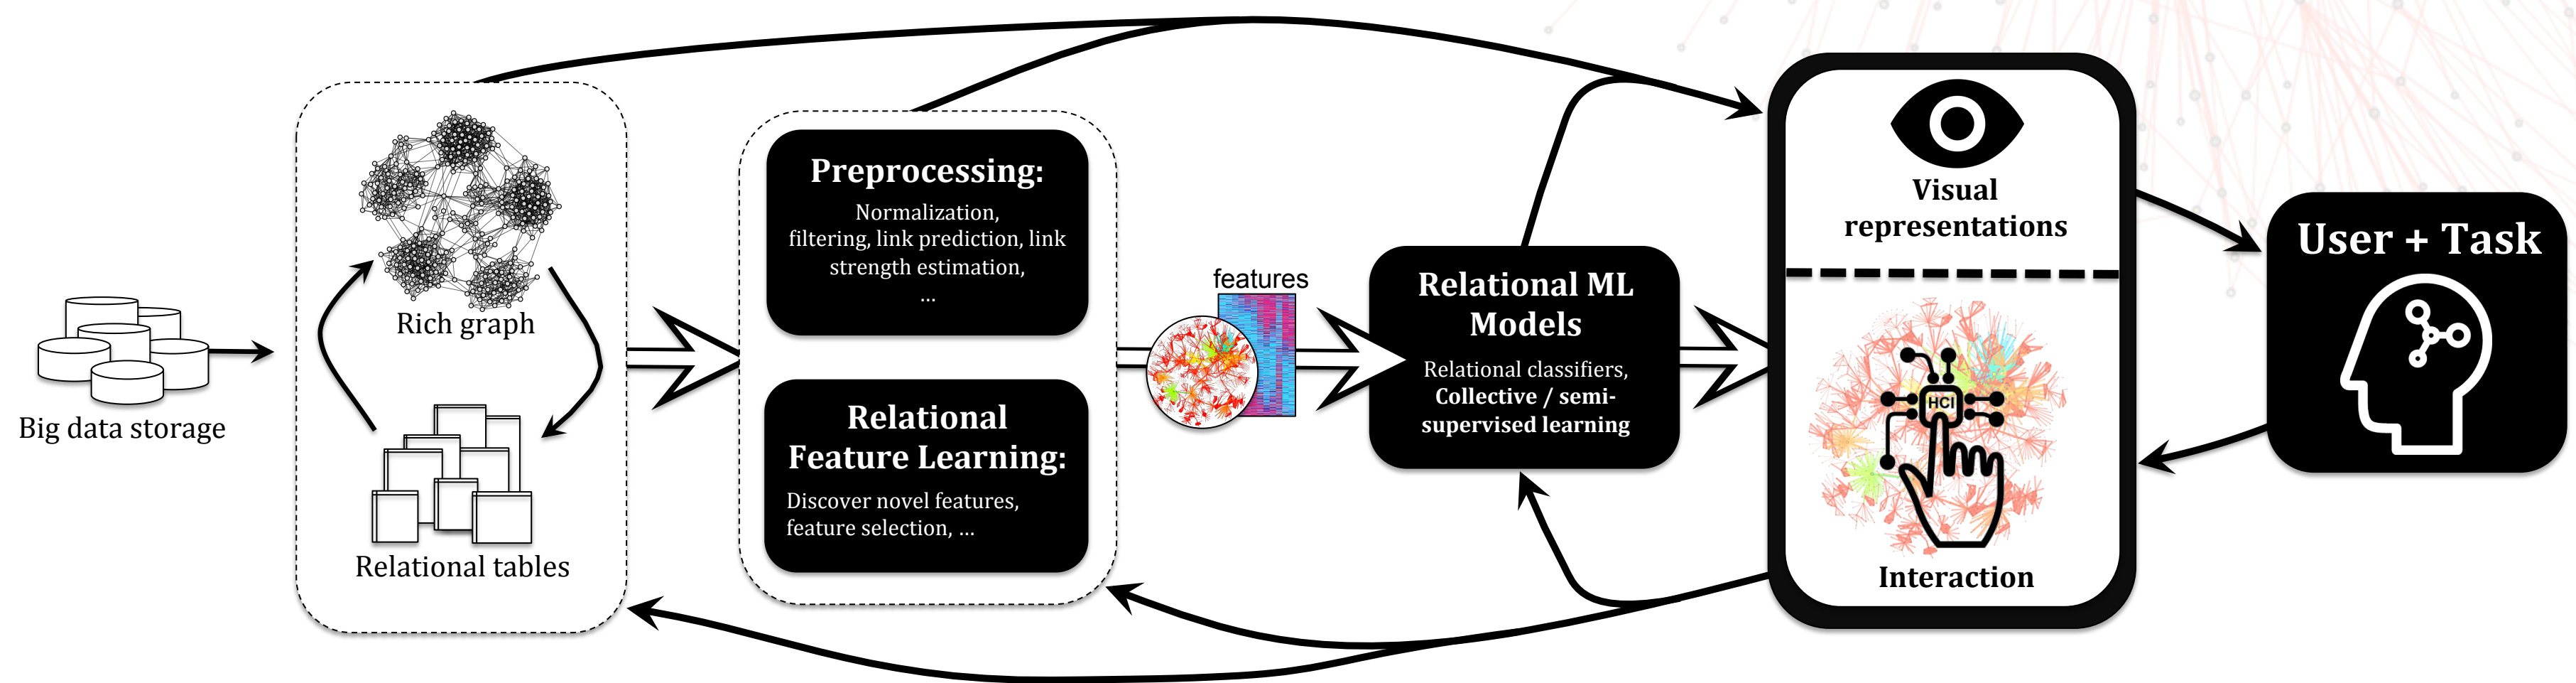 Big data storage
Rich graph
Relational tables
Preprocessing:
Normalization,
filtering, link prediction, link
strength estimation,
...
Relational
Feature Learning:
Discover novel features,
feature selection, ...
features
Relational ML
Models
Relational classifiers,
Collective / semi-
supervised learning
Visual
representations
HCI
Interaction
User + Task